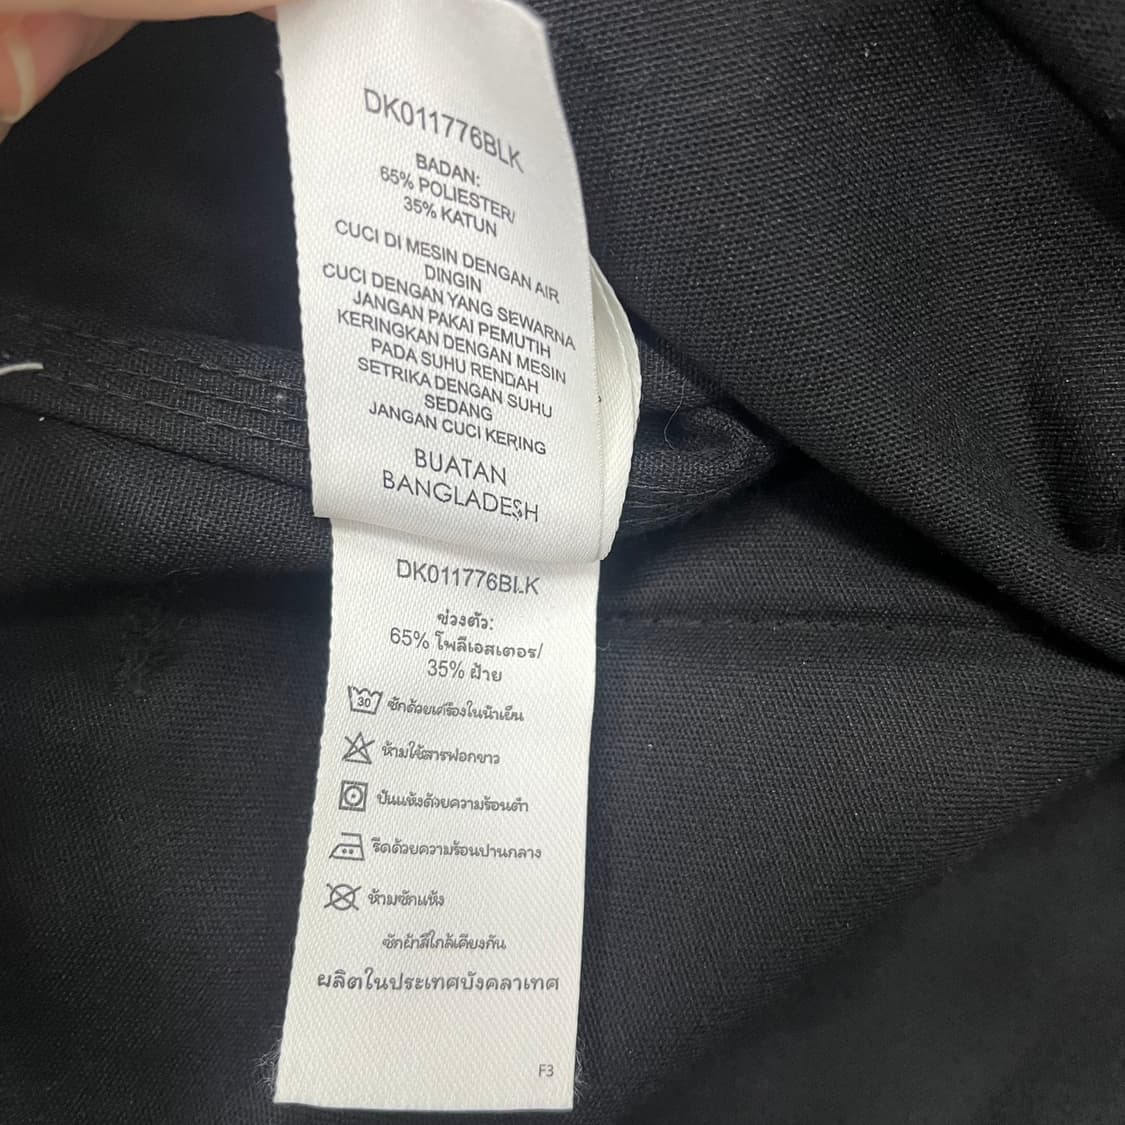 DK011776BLK
BADAN:
65% POLIESTER/
35% KATUN
CUCI DI MESIN DENGAN AIR
DINGIN
CUCI DENGAN YANG SEWARNA
JANGAN PAKAI PEMUTIH
KERINGKAN DENGAN MESIN
PADA SUHU RENDAH
SETRIKA DENGAN SUHU
SEDANG
JANGAN CUCI KERING
BUATAN
BANGLADESH
DK011776BLK
ช่วงตัว:
65% โพลีเอสเตอร์/
35% ฝ้าย
30 ซักด้วยเครื่องในน้ำเย็น
ห้ามใช้สารฟอกขาว
ปั่นแห้งด้วยความร้อนต่ำ
รีดด้วยความร้อนปานกลาง
ห้ามซักแห้ง
ซักผ้าสีใกล้เคียงกัน
ผลิตในประเทศบังคลาเทศ
F3